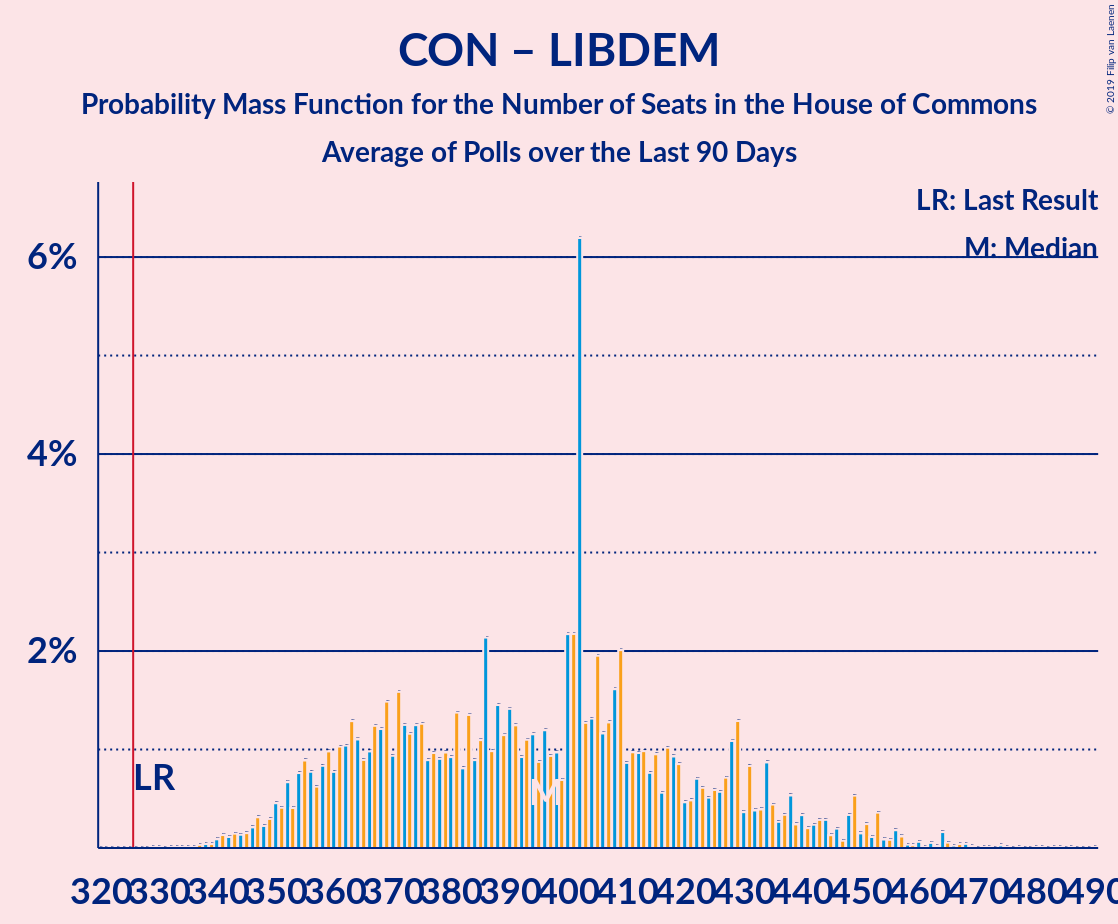 CON – LIBDEM
Probability Mass Function for the Number of Seats in the House of Commons
Average of Polls over the Last 90 Days
© 2019 Filip van Laenen
LR: Last Result
M: Median
6%
4%
2%
LR
M
320 330 340 350 360 370 380 390 400 410 420 430 440 450 460 470 480 490